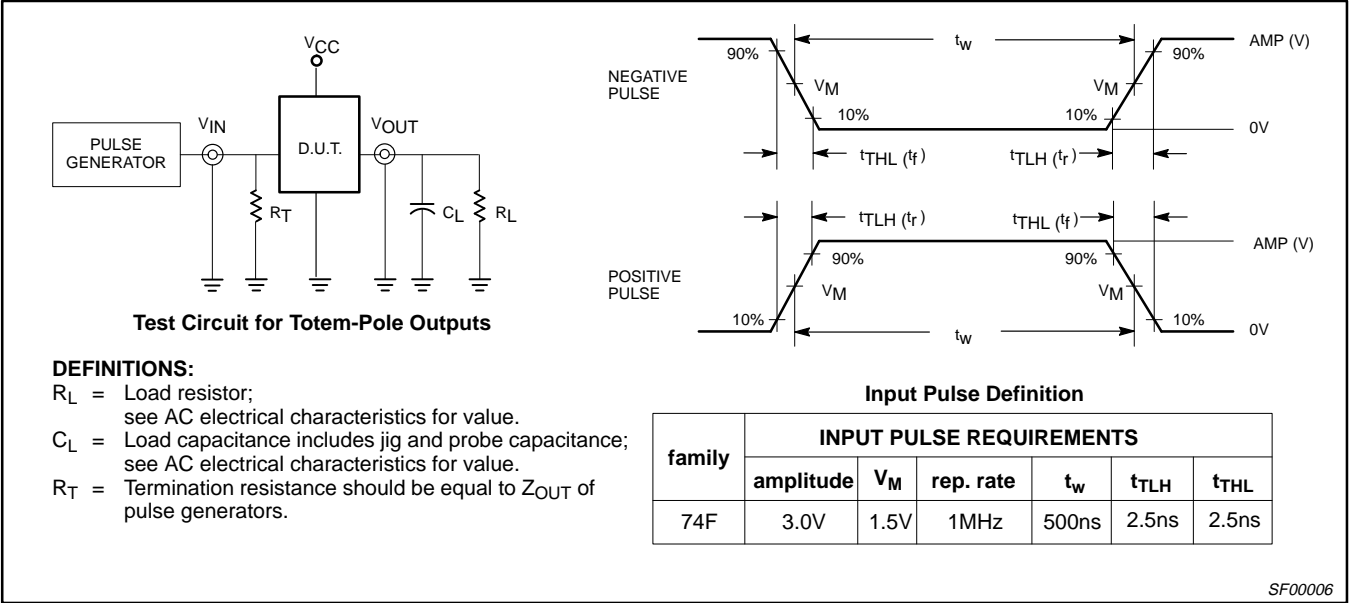 VCC
VIN
VOUT
PULSE
GENERATOR
D.U.T.
RT
CL
RL
Test Circuit for Totem-Pole Outputs
DEFINITIONS:
RL = Load resistor;
see AC electrical characteristics for value.
CL = Load capacitance includes jig and probe capacitance;
see AC electrical characteristics for value.
RT = Termination resistance should be equal to ZOUT of
pulse generators.
NEGATIVE
PULSE
90%
tw
90%
AMP (V)
VM
VM
10%
10%
0V
tTHL (tf)
tTLH (tr)
tTLH (tr)
tTHL (tf)
AMP (V)
POSITIVE
PULSE
90%
90%
VM
VM
10%
10%
tw
0V
Input Pulse Definition
family
INPUT PULSE REQUIREMENTS
amplitude VM rep. rate tw tTLH tTHL
74F 3.0V 1.5V 1MHz 500ns 2.5ns 2.5ns
SF00006